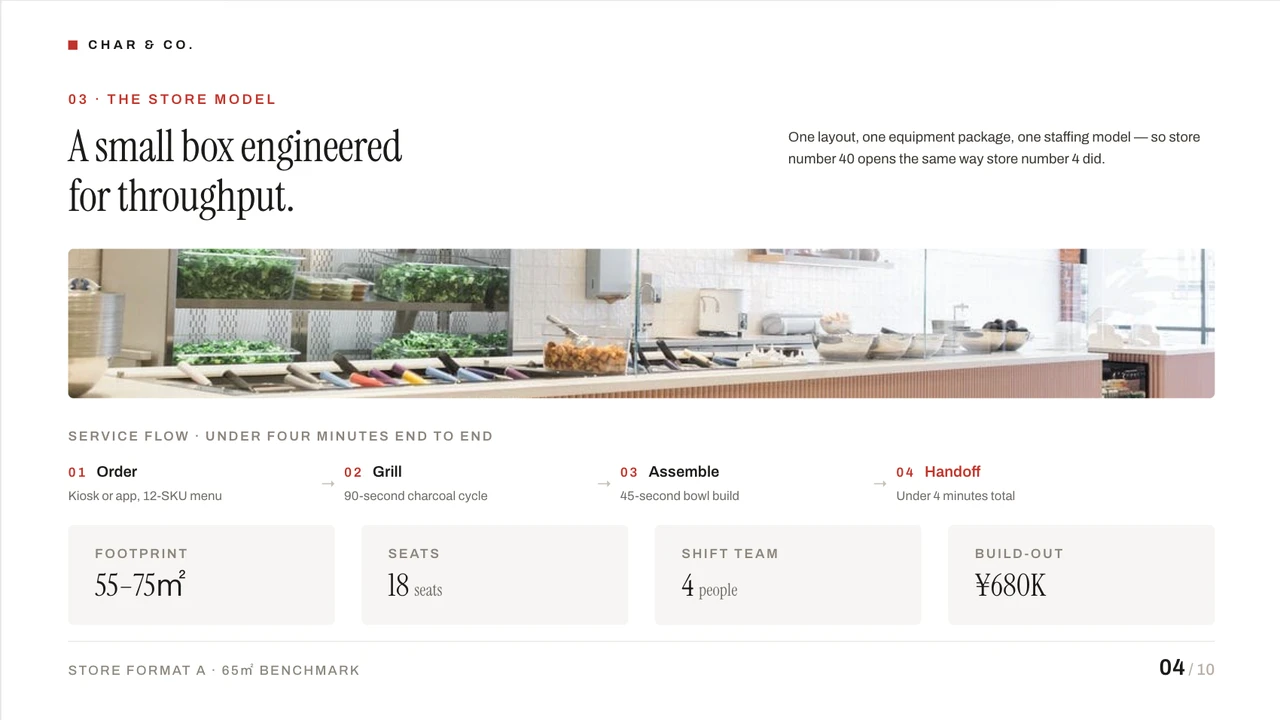 CHAR & CO.
03 · THE STORE MODEL
A small box engineered
for throughput.
One layout, one equipment package, one staffing model — so store
number 40 opens the same way store number 4 did.
SERVICE FLOW · UNDER FOUR MINUTES END TO END
01 Order
Kiosk or app, 12-SKU menu
→
02 Grill
90-second charcoal cycle
→
03 Assemble
45-second bowl build
→
04 Handoff
Under 4 minutes total
FOOTPRINT
55–75㎡
SEATS
18 seats
SHIFT TEAM
4 people
BUILD-OUT
¥680K
STORE FORMAT A · 65㎡ BENCHMARK
04 / 10